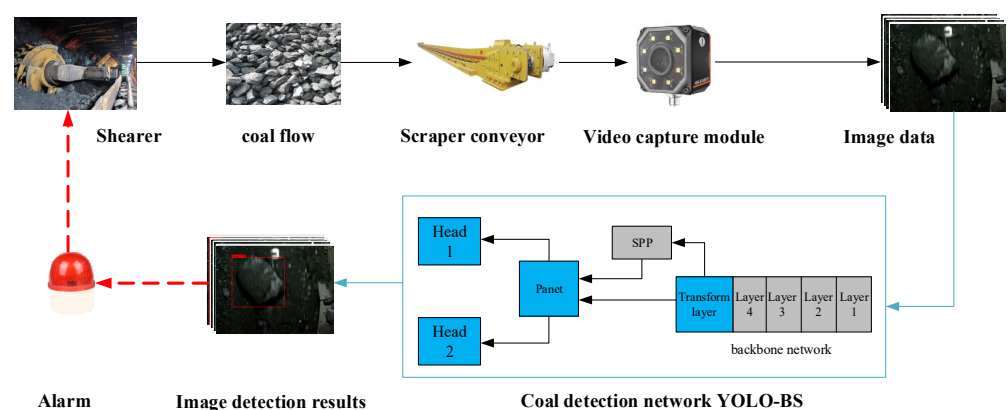 Shearer
coal flow
Scraper conveyor
Video capture module
Image data
Head
1
SPP
Panet
Transform
layer
Layer
4
Layer
3
Layer
2
Layer
1
Head
2
backbone network
Alarm
Image detection results
Coal detection network YOLO-BS